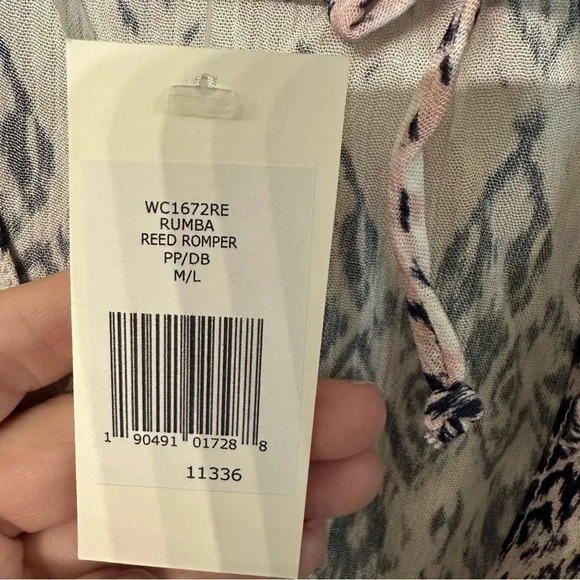 WC1672RE
RUMBA
REED ROMPER
PP/DB
M/L
1 90491 01728 8
11336